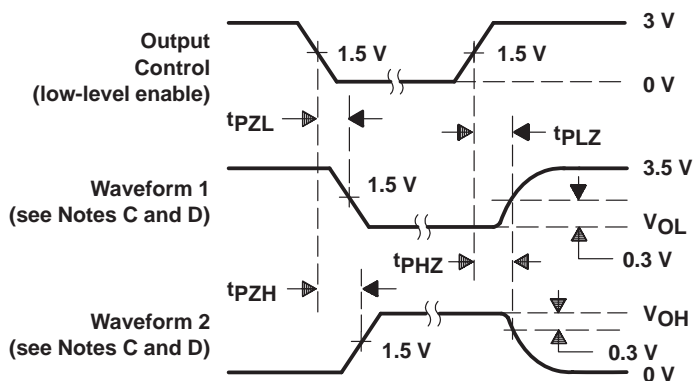 3 V
Output
Control
(low-level enable)
1.5 V
1.5 V
0 V
tPZL
tPLZ
Waveform 1
(see Notes C and D)
1.5 V
3.5 V
VOL
0.3 V
tPHZ
tPZH
Waveform 2
(see Notes C and D)
1.5 V
VOH
0.3 V
0 V